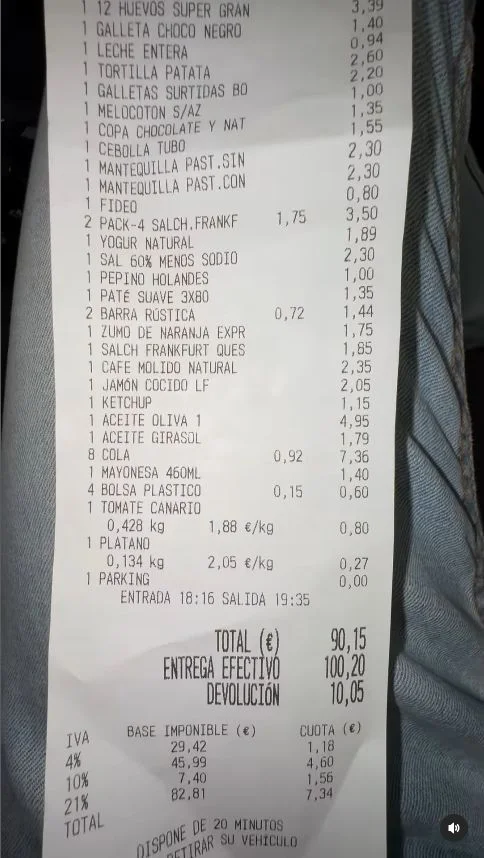 1 12 HUEVOS SUPER GRAN 3,39
1 GALLETA CHOCO NEGRO 1,40
1 LECHE ENTERA 0,94
1 TORTILLA PATATA 2,60
1 GALLETAS SURTIDAS BO 2,20
1 MELOCOTON S/AZ 1,00
1 COPA CHOCOLATE Y NAT 1,35
1 CEBOLLA TUBO 1,55
1 MANTEQUILLA PAST.SIN 2,30
1 MANTEQUILLA PAST.CON 2,30
1 FIDEO 0,80
2 PACK-4 SALCH.FRANKF 1,75 3,50
1 YOGUR NATURAL 1,89
1 SAL 60% MENOS SODIO 2,30
1 PEPINO HOLANDES 1,00
1 PATÉ SUAVE 3X80 1,35
2 BARRA RÚSTICA 0,72 1,44
1 ZUMO DE NARANJA EXPR 1,75
1 SALCH FRANKFURT QUES 1,85
1 CAFE MOLIDO NATURAL 2,35
1 JAMÓN COCIDO LF 2,05
1 KETCHUP 1,15
1 ACEITE OLIVA 1 4,95
1 ACEITE GIRASOL 1,79
8 COLA 0,92 7,36
1 MAYONESA 460ML 1,40
4 BOLSA PLASTICO 0,15 0,60
1 TOMATE CANARIO
0,428 kg 1,88 €/kg 0,80
1 PLATANO
0,134 kg 2,05 €/kg 0,27
1 PARKING 0,00
ENTRADA 18:16 SALIDA 19:35
TOTAL (€) 90,15
ENTREGA EFECTIVO 100,20
DEVOLUCIÓN 10,05
IVA BASE IMPONIBLE (€) CUOTA (€)
4% 29,42 1,18
10% 45,99 4,60
21% 7,40 1,56
TOTAL 82,81 7,34
DISPONE DE 20 MINUTOS
RETIRAR SU VEHICULO